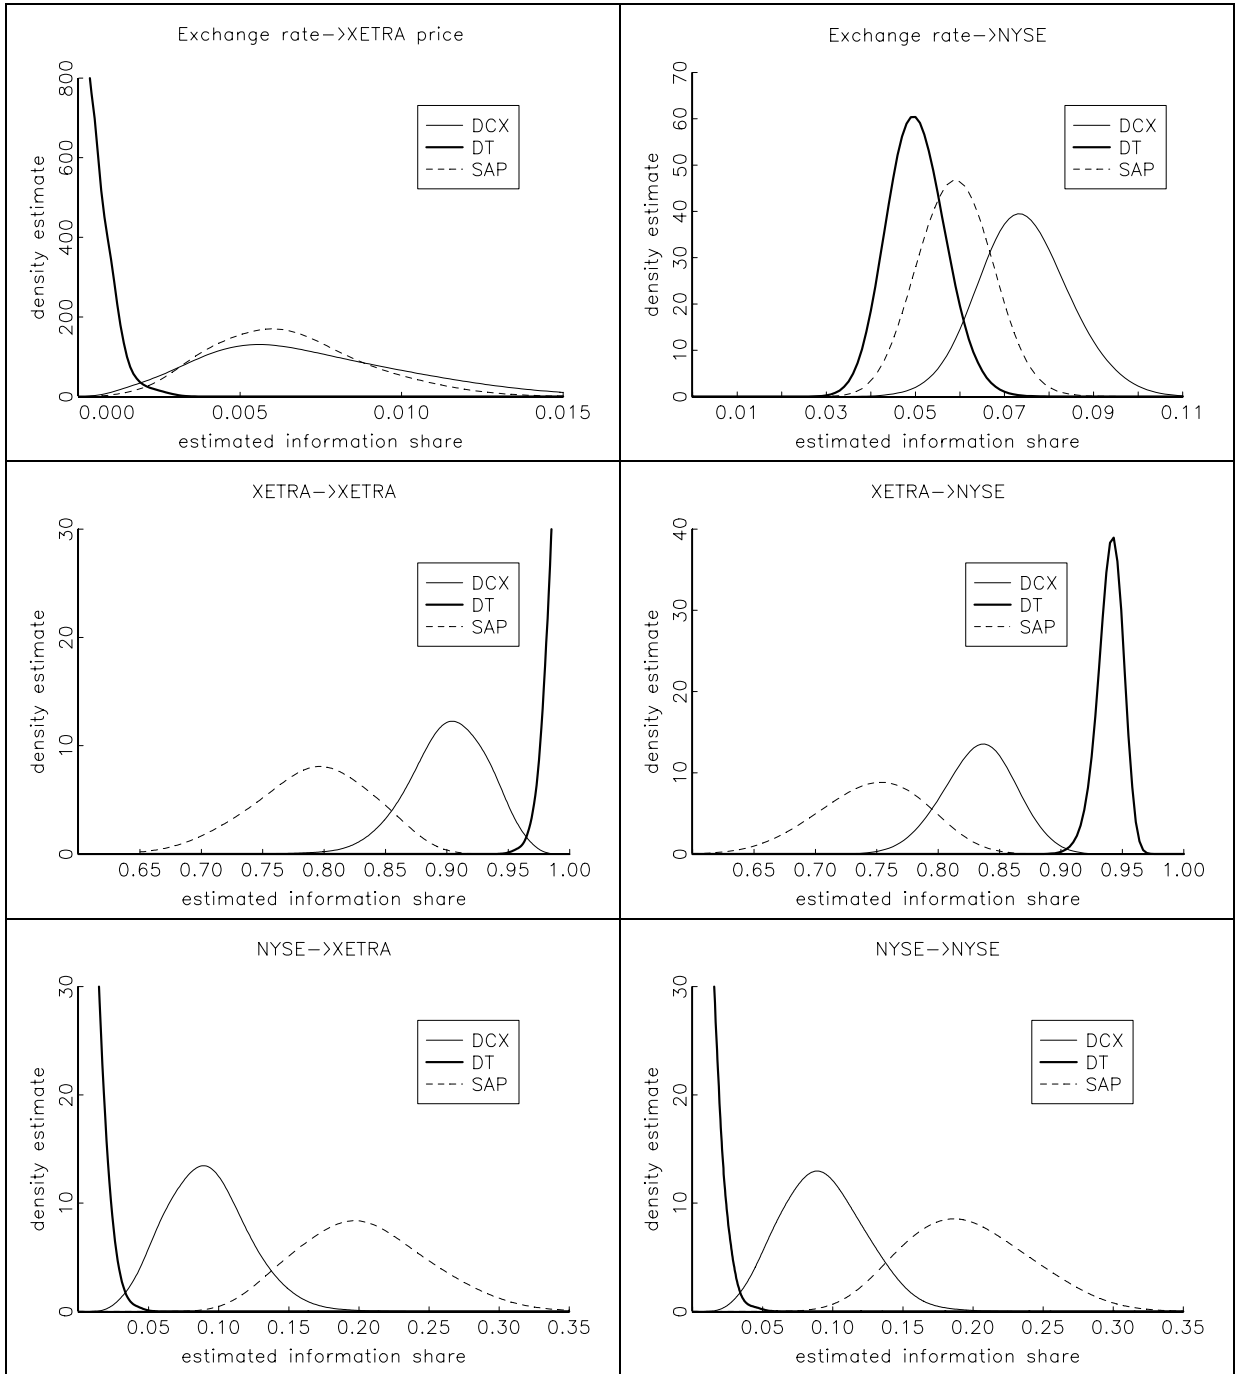 Exchange rate->XETRA price
density estimate
800
600
400
200
0
DCX
DT
SAP
0.000 0.005 0.010 0.015
estimated information share
Exchange rate->NYSE
density estimate
70
60
50
40
30
20
10
0
DCX
DT
SAP
0.01 0.03 0.05 0.07 0.09 0.11
estimated information share
XETRA->XETRA
density estimate
30
20
10
0
DCX
DT
SAP
0.65 0.70 0.75 0.80 0.85 0.90 0.95 1.00
estimated information share
XETRA->NYSE
density estimate
40
30
20
10
0
DCX
DT
SAP
0.65 0.70 0.75 0.80 0.85 0.90 0.95 1.00
estimated information share
NYSE->XETRA
density estimate
30
20
10
0
DCX
DT
SAP
0.05 0.10 0.15 0.20 0.25 0.30 0.35
estimated information share
NYSE->NYSE
density estimate
30
20
10
0
DCX
DT
SAP
0.05 0.10 0.15 0.20 0.25 0.30 0.35
estimated information share